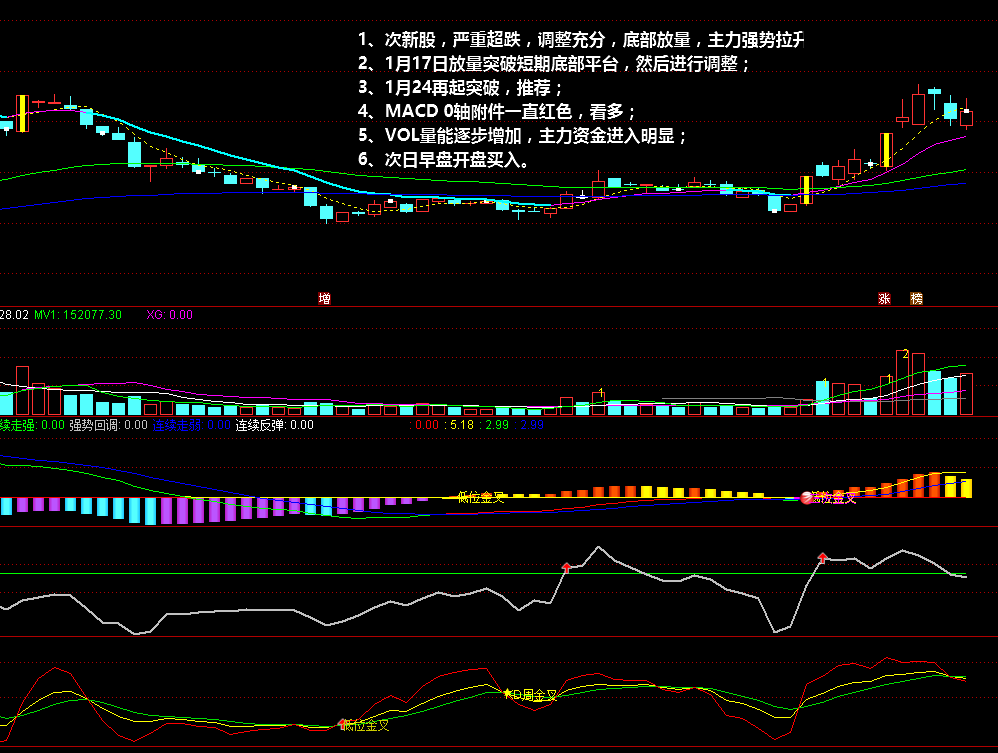 1、次新股，严重超跌，调整充分，底部放量，主力强势拉升
2、1月17日放量突破短期底部平台，然后进行调整；
3、1月24再起突破，推荐；
4、MACD 0轴附件一直红色，看多；
5、VOL量能逐步增加，主力资金进入明显；
6、次日早盘开盘买入。
增 涨 榜
28.02 MV1: 152077.30 XG: 0.00
2
1 1 1
续走强: 0.00 强势回调: 0.00 连续走弱: 0.00 连续反弹: 0.00 : 0.00 : 5.18 : 2.99 2.99
低位金叉 低位金叉
KD周金叉
低位金叉